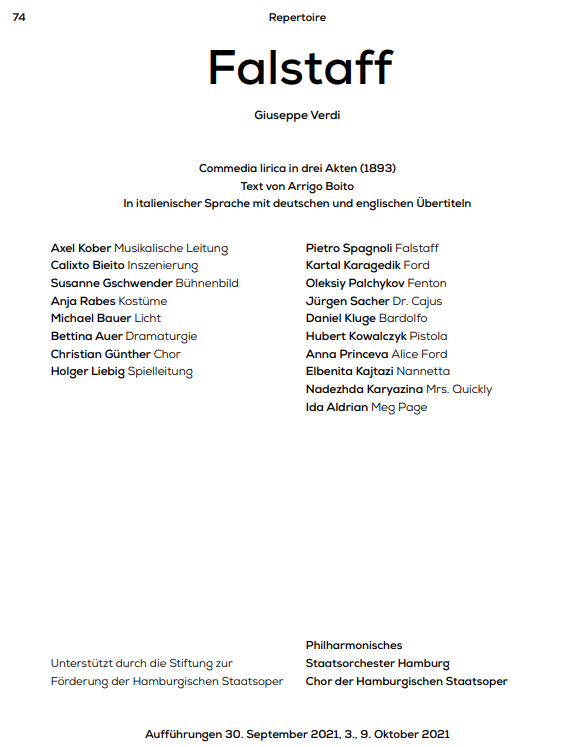 74
Repertoire
Falstaff
Giuseppe Verdi
Commedia lirica in drei Akten (1893)
Text von Arrigo Boito
In italienischer Sprache mit deutschen und englischen Übertiteln
Axel Kober Musikalische Leitung
Calixto Bieito Inszenierung
Susanne Gschwender Bühnenbild
Anja Rabes Kostüme
Michael Bauer Licht
Bettina Auer Dramaturgie
Christian Günther Chor
Holger Liebig Spielleitung
Pietro Spagnoli Falstaff
Kartal Karagedik Ford
Oleksiy Palchykov Fenton
Jürgen Sacher Dr. Cajus
Daniel Kluge Bardolfo
Hubert Kowalczyk Pistola
Anna Princeva Alice Ford
Elbenita Kajtazi Nannetta
Nadezhda Karyazina Mrs. Quickly
Ida Aldrian Meg Page
Unterstützt durch die Stiftung zur
Förderung der Hamburgischen Staatsoper
Philharmonisches
Staatsorchester Hamburg
Chor der Hamburgischen Staatsoper
Aufführungen 30. September 2021, 3., 9. Oktober 2021